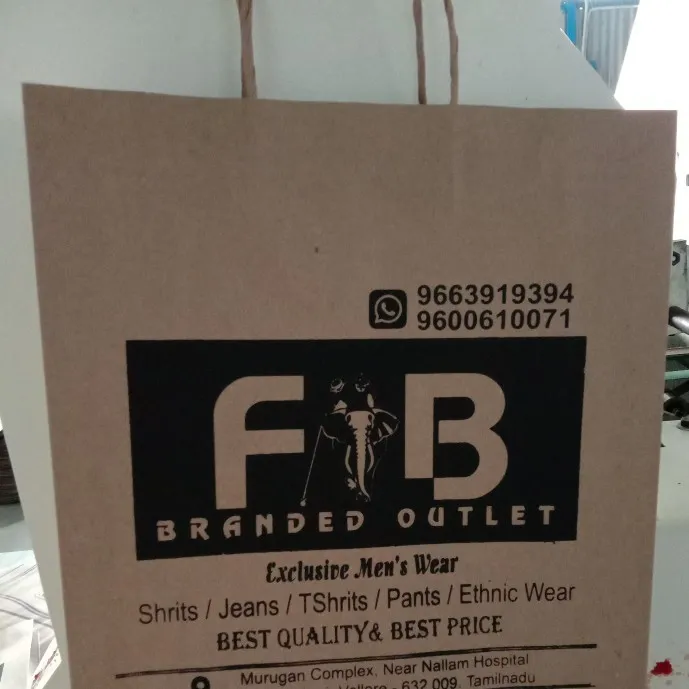 9663919394
9600610071
F B
BRANDED OUTLET
Exclusive Men's Wear
Shrits / Jeans / TShrits / Pants / Ethnic Wear
BEST QUALITY& BEST PRICE
Murugan Complex, Near Nallam Hospital
Vellore - 632 009, Tamilnadu